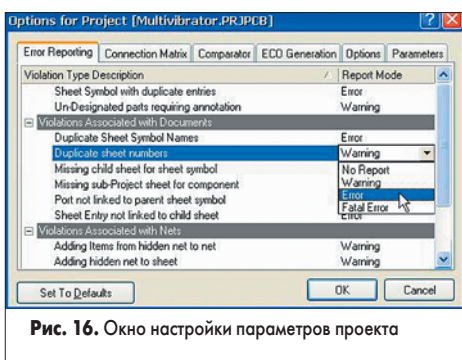 Options for Project [Multivibrator.PRJPCB]
Error Reporting Connection Matrix Comparator ECO Generation Options Parameters
Violation Type Description Report Mode
Sheet Symbol with duplicate entries Error
Un-Designated parts requiring annotation Warning
Violations Associated with Documents
Duplicate Sheet Symbol Names Error
Duplicate sheet numbers Warning
Missing child sheet for sheet symbol No Report
Missing sub-Project sheet for component Warning
Port not linked to parent sheet symbol Error
Sheet Entry not linked to child sheet Fatal Error
Error
Violations Associated with Nets
Adding Items from hidden net to net Warning
Adding hidden net to sheet Warning
Set To Defaults OK Cancel
Рис. 16. Окно настройки параметров проекта